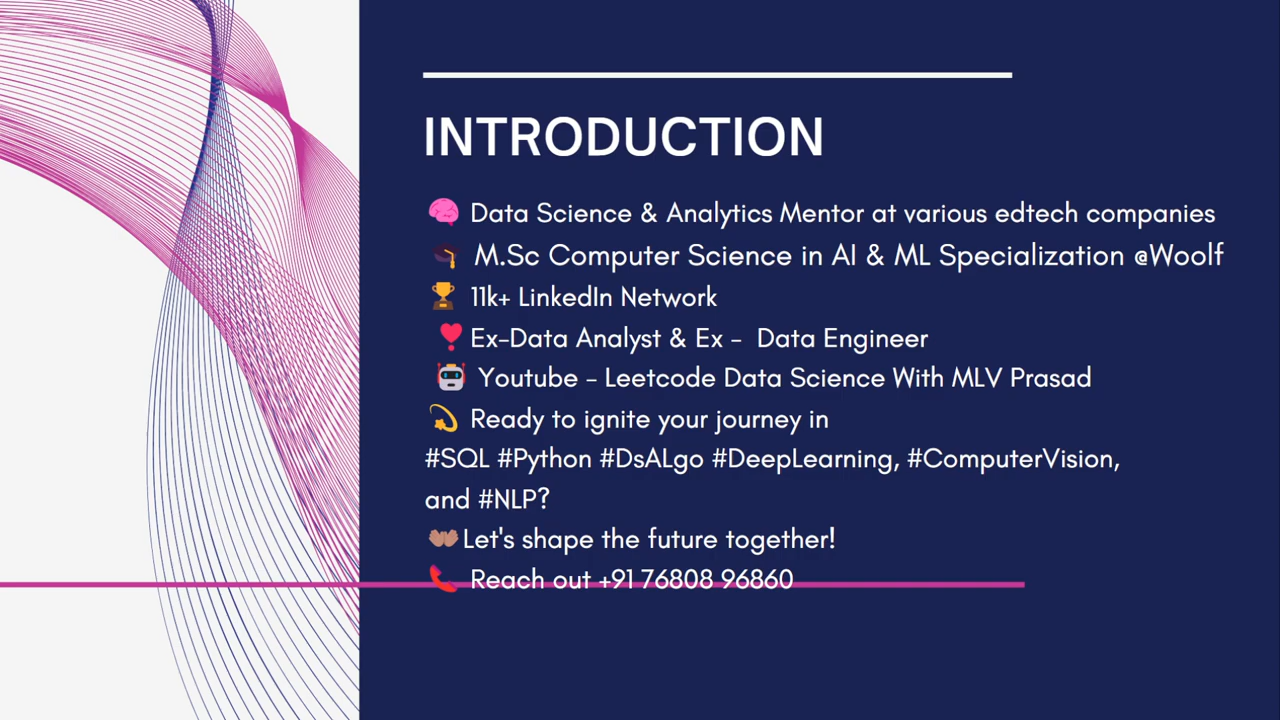 INTRODUCTION
🧠 Data Science & Analytics Mentor at various edtech companies
🎓 M.Sc Computer Science in AI & ML Specialization @Woolf
🏆 11k+ LinkedIn Network
❣️Ex-Data Analyst & Ex - Data Engineer
🤖 Youtube - Leetcode Data Science With MLV Prasad
💫 Ready to ignite your journey in
#SQL #Python #DsALgo #DeepLearning, #ComputerVision,
and #NLP?
👐🏽Let's shape the future together!
📞 Reach out +91 76808 96860